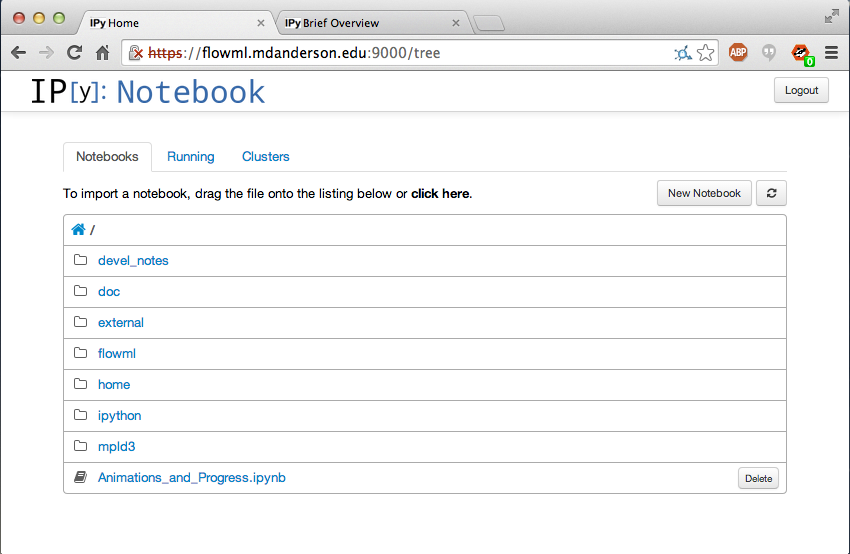 IPy Home
IPy Brief Overview
https://flowml.mdanderson.edu:9000/tree
ABP
0
IP[y]: Notebook
Logout
Notebooks Running Clusters
To import a notebook, drag the file onto the listing below or click here.
New Notebook
/
devel_notes
doc
external
flowml
home
ipython
mpld3
Animations_and_Progress.ipynb
Delete